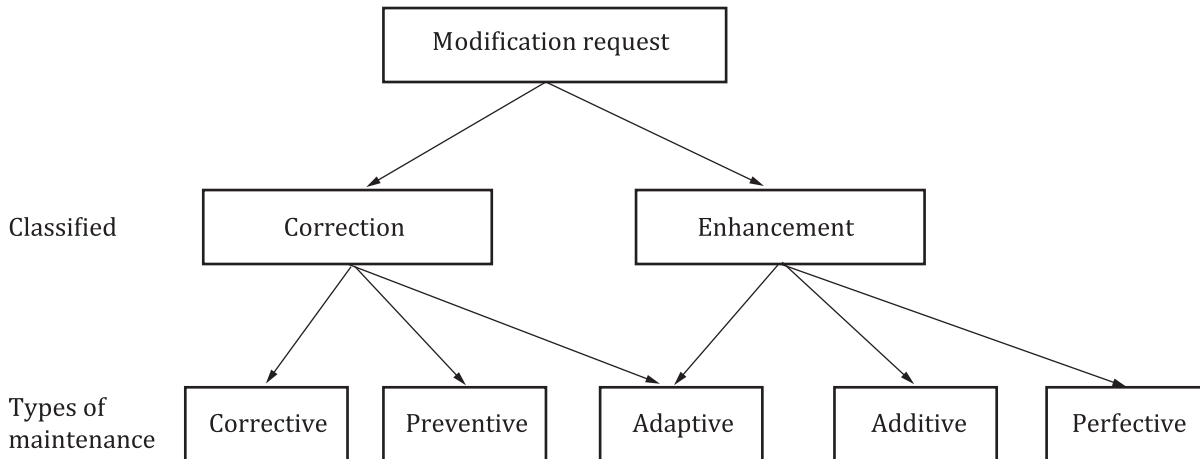 Modification request
Classified
Correction
Enhancement
Types of
maintenance
Corrective
Preventive
Adaptive
Additive
Perfective